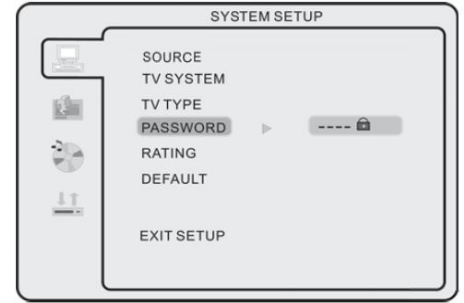 SYSTEM SETUP
SOURCE
TV SYSTEM
TV TYPE
PASSWORD ----
RATING
DEFAULT
EXIT SETUP